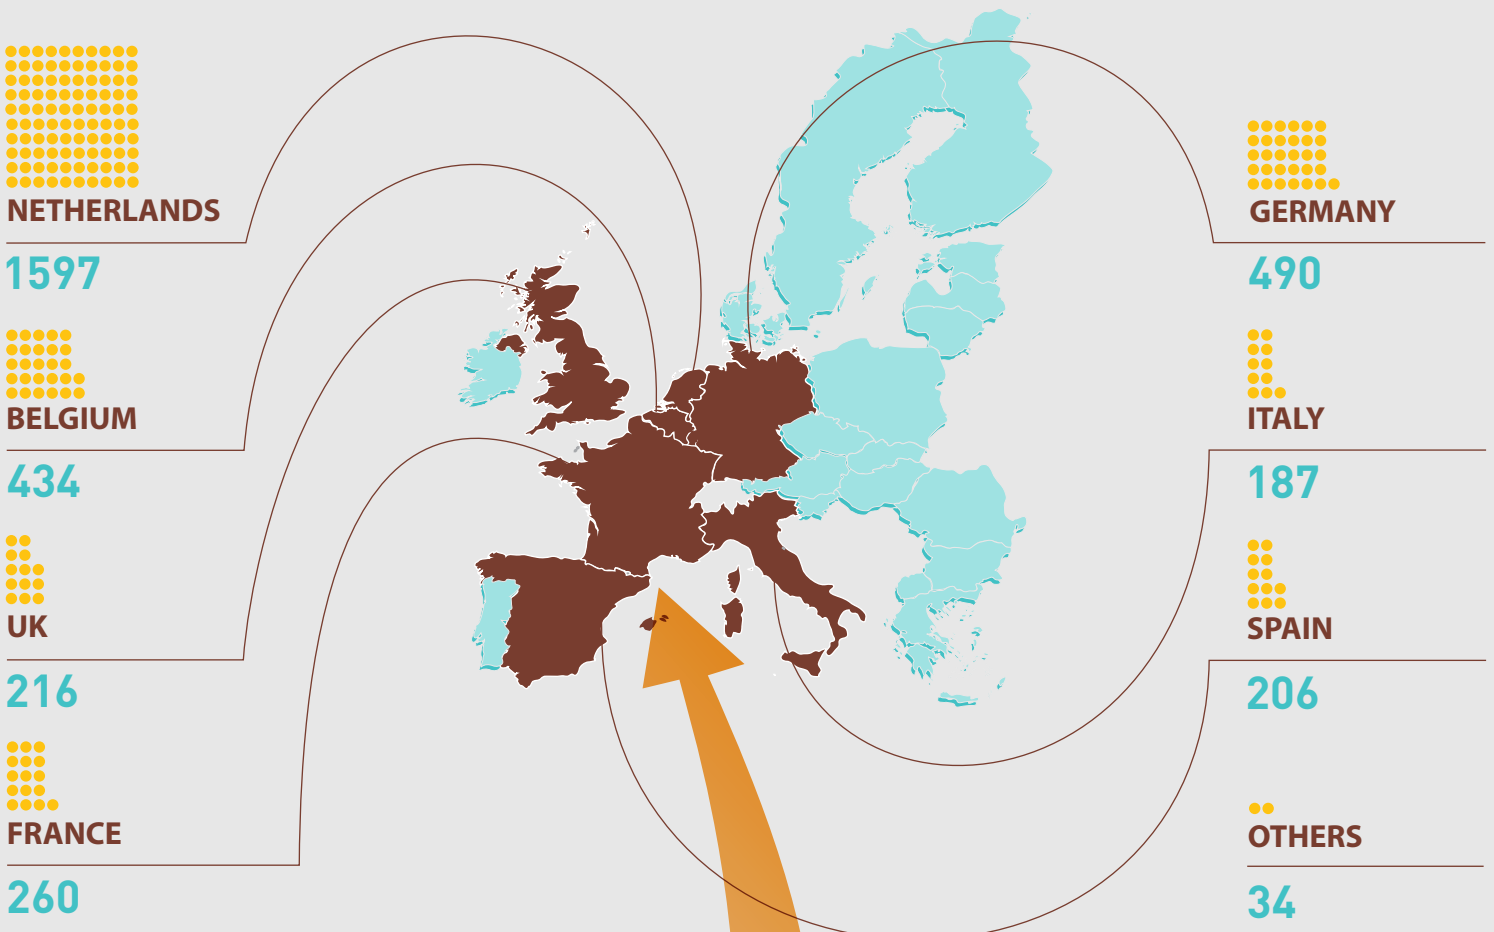 NETHERLANDS
1597
BELGIUM
434
UK
216
FRANCE
260
GERMANY
490
ITALY
187
SPAIN
206
OTHERS
34